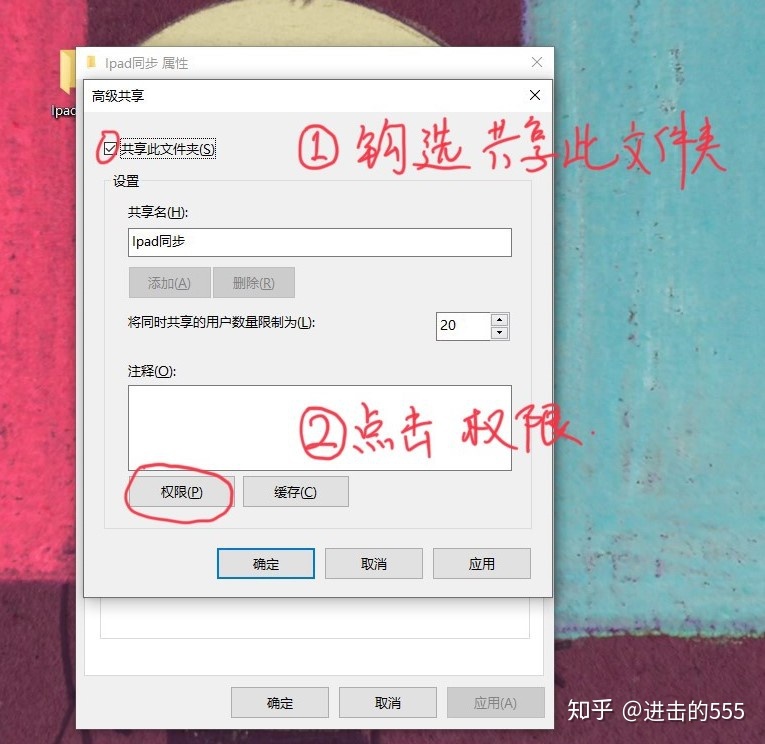 Ipad同步 属性
Ipad
高级共享
共享此文件夹(S)
① 钩选 共享此文件夹
设置
共享名(H):
Ipad同步
添加(A) 删除(R)
将同时共享的用户数量限制为(L):
20
注释(O):
②点击 权限.
权限(P) 缓存(C)
确定 取消 应用
确定 取消 应用(A)
知乎 @进击的555